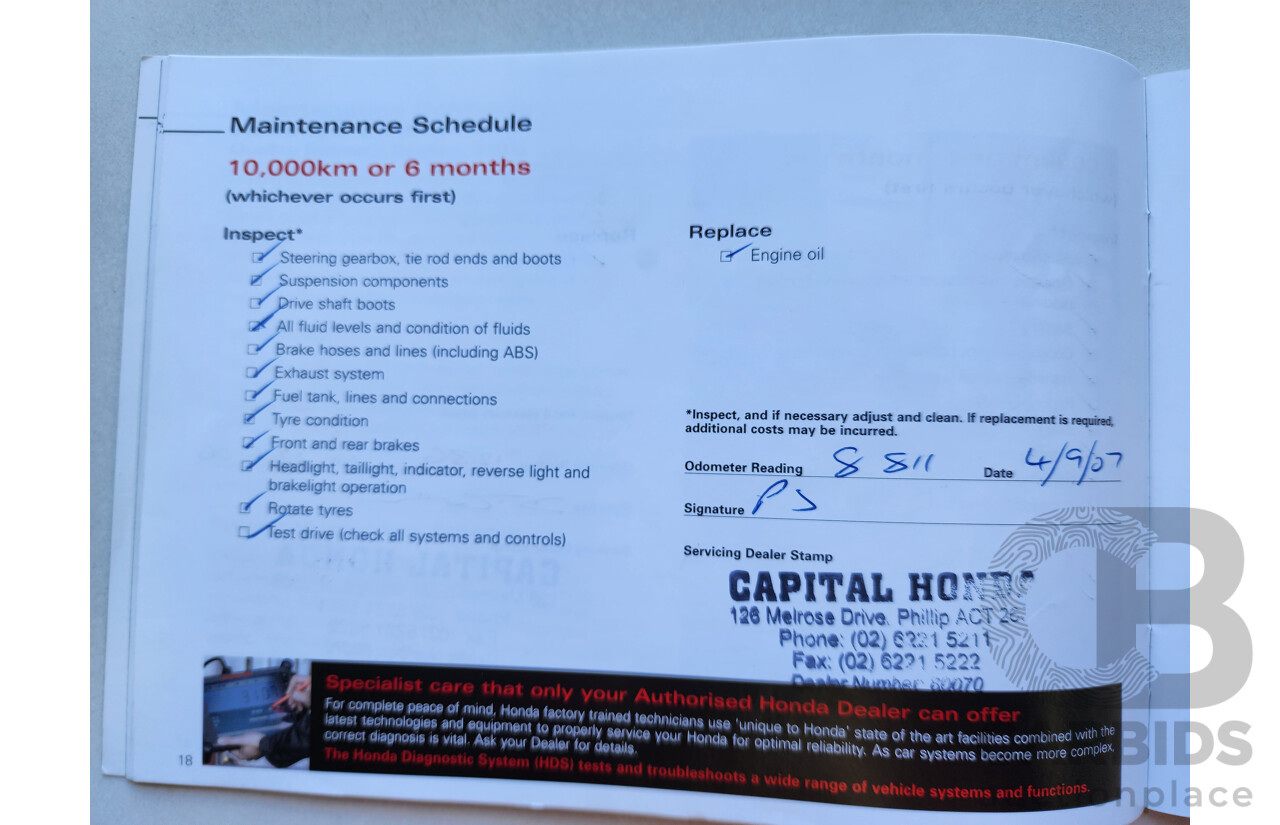 Maintenance Schedule
10,000km or 6 months
(whichever occurs first)
Inspect*
Steering gearbox, tie rod ends and boots
Suspension components
Drive shaft boots
All fluid levels and condition of fluids
Brake hoses and lines (including ABS)
Exhaust system
Fuel tank, lines and connections
Tyre condition
Front and rear brakes
Headlight, taillight, indicator, reverse light and
brakelight operation
Rotate tyres
Test drive (check all systems and controls)
Replace
Engine oil
*Inspect, and if necessary adjust and clean. If replacement is required,
additional costs may be incurred.
Odometer Reading 8 811 Date 4/9/07
Signature PS
Servicing Dealer Stamp
CAPITAL HONDA
126 Melrose Drive. Phillip ACT
Phone: (02) 6221 5211
Fax: (02) 6221 5222
Dealer Number 60070
Specialist care that only your Authorised Honda Dealer can offer
For complete peace of mind, Honda factory trained technicians use 'unique to Honda' state of the art facilities combined with the
latest technologies and equipment to properly service your Honda for optimal reliability. As car systems become more complex,
correct diagnosis is vital. Ask your Dealer for details.
The Honda Diagnostic System (HDS) tests and troubleshoots a wide range of vehicle systems and functions.
18
BIDS
onplace